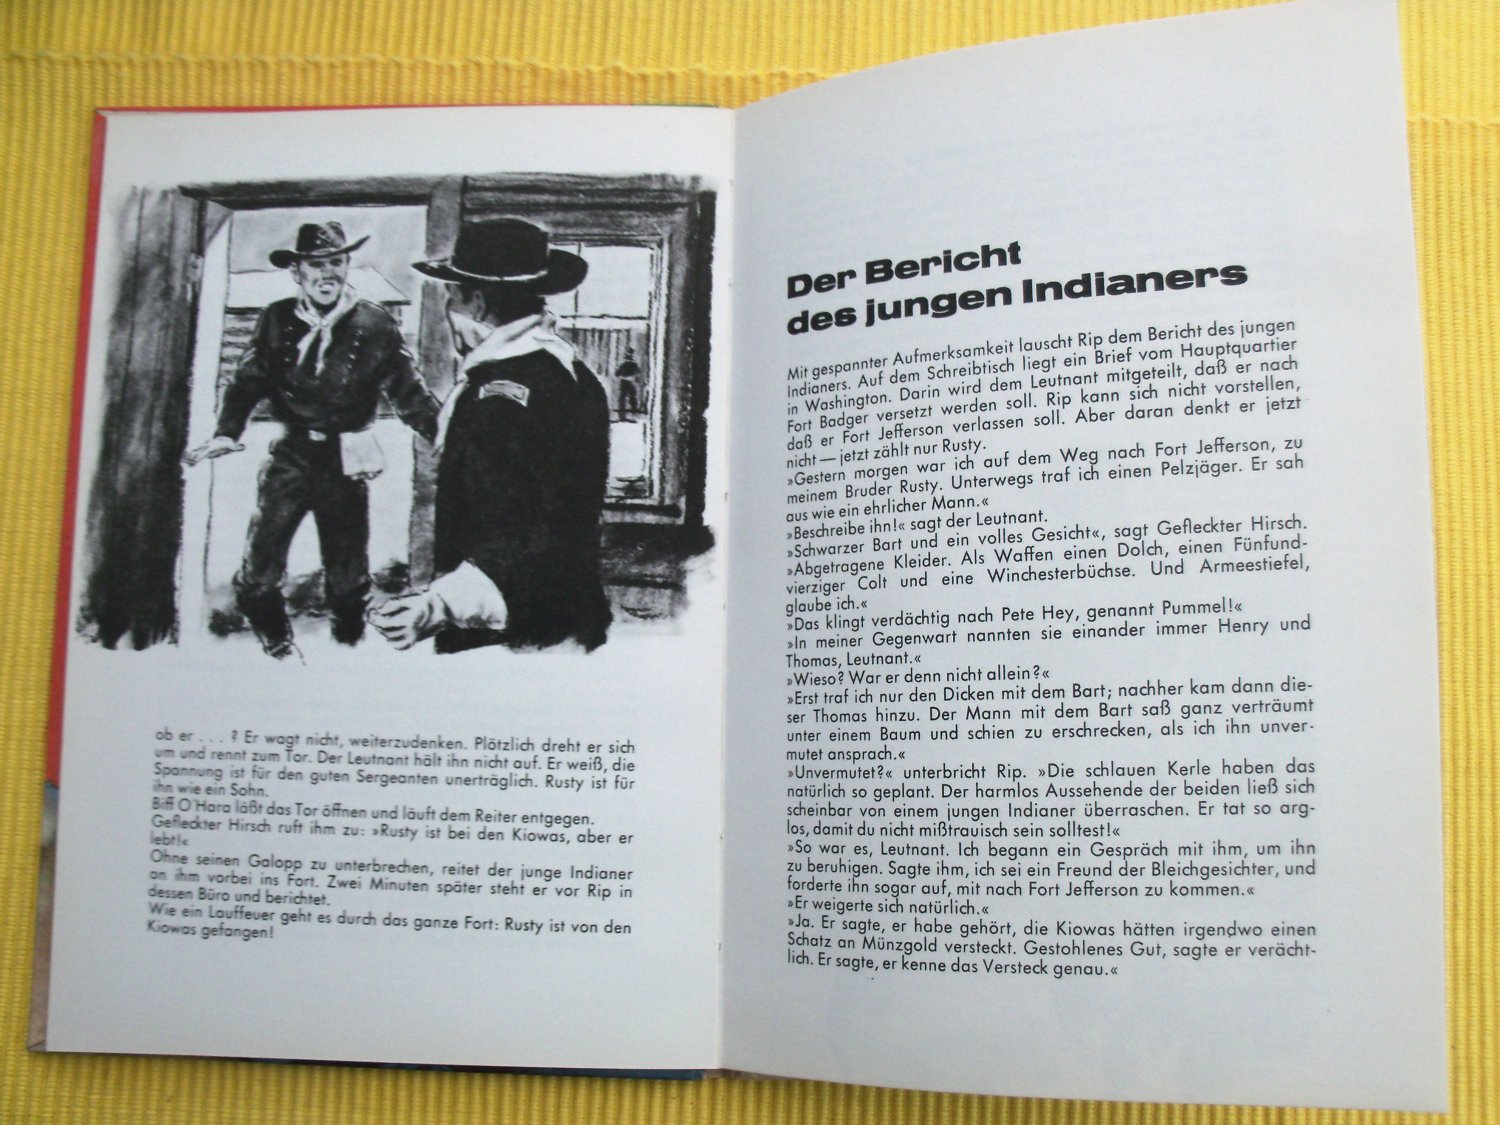 ob er . . . ? Er wagt nicht, weiterzudenken. Plötzlich dreht er sich
um und rennt zum Tor. Der Leutnant hält ihn nicht auf. Er weiß, die
Spannung ist für den guten Sergeanten unerträglich. Rusty ist für
ihn wie ein Sohn.
Biff O'Hara läßt das Tor öffnen und läuft dem Reiter entgegen.
Gefleckter Hirsch ruft ihm zu: »Rusty ist bei den Kiowas, aber er
lebt!«
Ohne seinen Galopp zu unterbrechen, reitet der junge Indianer
an ihm vorbei ins Fort. Zwei Minuten später steht er vor Rip in
dessen Büro und berichtet.
Wie ein Lauffeuer geht es durch das ganze Fort: Rusty ist von den
Kiowas gefangen!
Der Bericht
des jungen Indianers
Mit gespannter Aufmerksamkeit lauscht Rip dem Bericht des jungen
Indianers. Auf dem Schreibtisch liegt ein Brief vom Hauptquartier
in Washington. Darin wird dem Leutnant mitgeteilt, daß er nach
Fort Badger versetzt werden soll. Rip kann sich nicht vorstellen,
daß er Fort Jefferson verlassen soll. Aber daran denkt er jetzt
nicht — jetzt zählt nur Rusty.
»Gestern morgen war ich auf dem Weg nach Fort Jefferson, zu
meinem Bruder Rusty. Unterwegs traf ich einen Pelzjäger. Er sah
aus wie ein ehrlicher Mann.«
»Beschreibe ihn!« sagt der Leutnant.
»Schwarzer Bart und ein volles Gesicht«, sagt Gefleckter Hirsch.
»Abgetragene Kleider. Als Waffen einen Dolch, einen Fünfund-
vierziger Colt und eine Winchesterbüchse. Und Armeestiefel,
glaube ich.«
»Das klingt verdächtig nach Pete Hey, genannt Pummel!«
»In meiner Gegenwart nannten sie einander immer Henry und
Thomas, Leutnant.«
»Wieso? War er denn nicht allein?«
»Erst traf ich nur den Dicken mit dem Bart; nachher kam dann die-
ser Thomas hinzu. Der Mann mit dem Bart saß ganz verträumt
unter einem Baum und schien zu erschrecken, als ich ihn unver-
mutet ansprach.«
»Unvermutet?« unterbricht Rip. »Die schlauen Kerle haben das
natürlich so geplant. Der harmlos Aussehende der beiden ließ sich
scheinbar von einem jungen Indianer überraschen. Er tat so arg-
los, damit du nicht mißtrauisch sein solltest!«
»So war es, Leutnant. Ich begann ein Gespräch mit ihm, um ihn
zu beruhigen. Sagte ihm, ich sei ein Freund der Bleichgesichter, und
forderte ihn sogar auf, mit nach Fort Jefferson zu kommen.«
»Er weigerte sich natürlich.«
»Ja. Er sagte, er habe gehört, die Kiowas hätten irgendwo einen
Schatz an Münzgold versteckt. Gestohlenes Gut, sagte er verächt-
lich. Er sagte, er kenne das Versteck genau.«